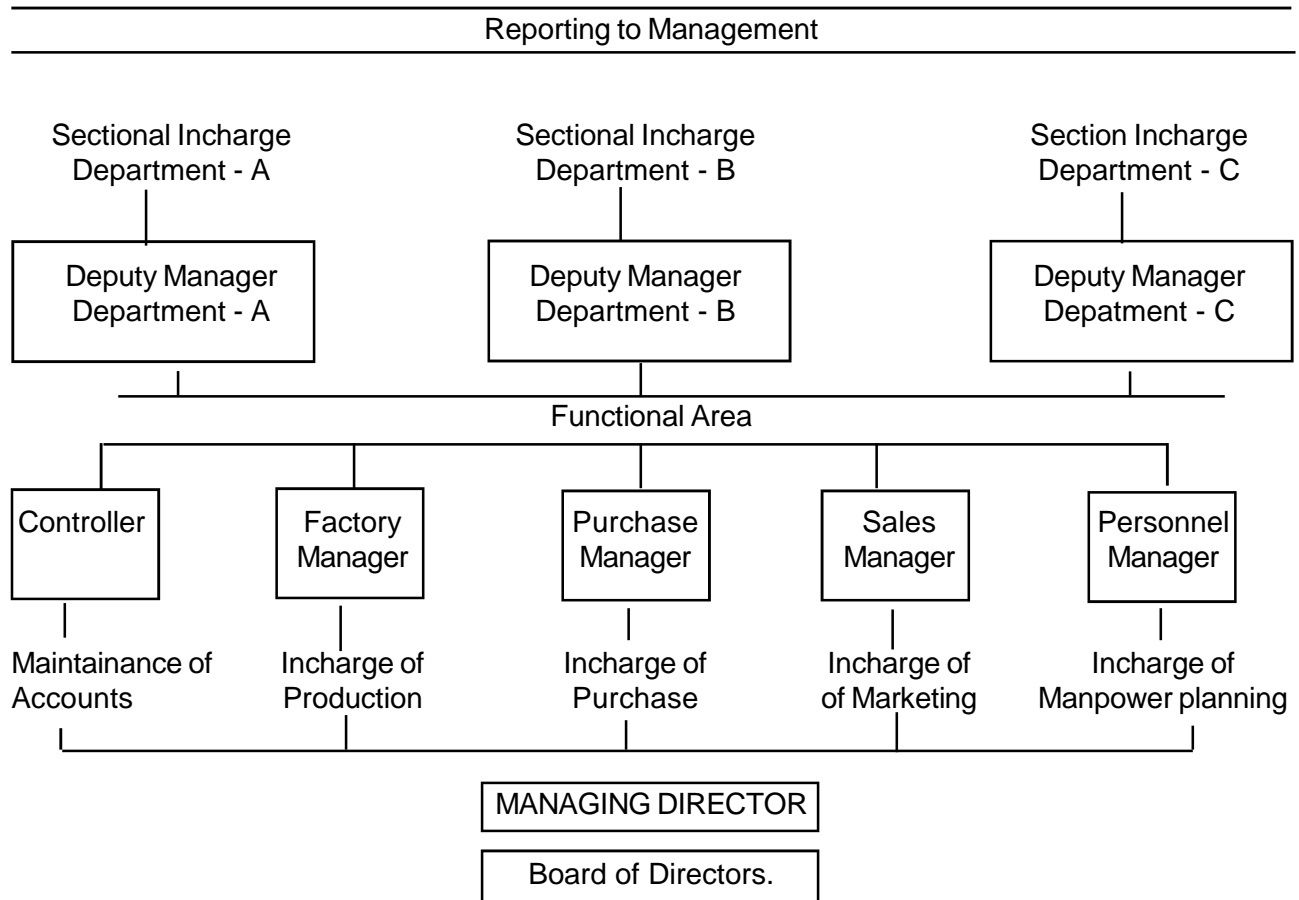 Reporting to Management
Sectional Incharge
Department - A
Sectional Incharge
Department - B
Section Incharge
Department - C
Deputy Manager
Department - A
Deputy Manager
Department - B
Deputy Manager
Depatment - C
Functional Area
Controller
Factory
Manager
Purchase
Manager
Sales
Manager
Personnel
Manager
Maintainance of
Accounts
Incharge of
Production
Incharge of
Purchase
Incharge of
of Marketing
Incharge of
Manpower planning
MANAGING DIRECTOR
Board of Directors.